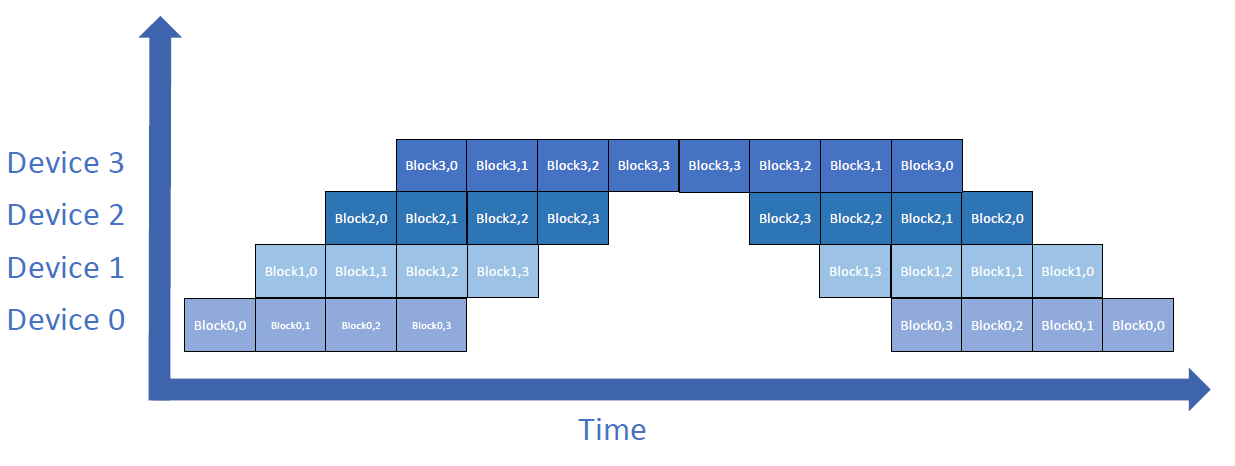 Device 3 Block3,0 Block3,1 Block3,2 Block3,3 Block3,3 Block3,2 Block3,1 Block3,0
Device 2 Block2,0 Block2,1 Block2,2 Block2,3 Block2,3 Block2,2 Block2,1 Block2,0
Device 1 Block1,0 Block1,1 Block1,2 Block1,3 Block1,3 Block1,2 Block1,1 Block1,0
Device 0 Block0,0 Block0,1 Block0,2 Block0,3 Block0,3 Block0,2 Block0,1 Block0,0
Time